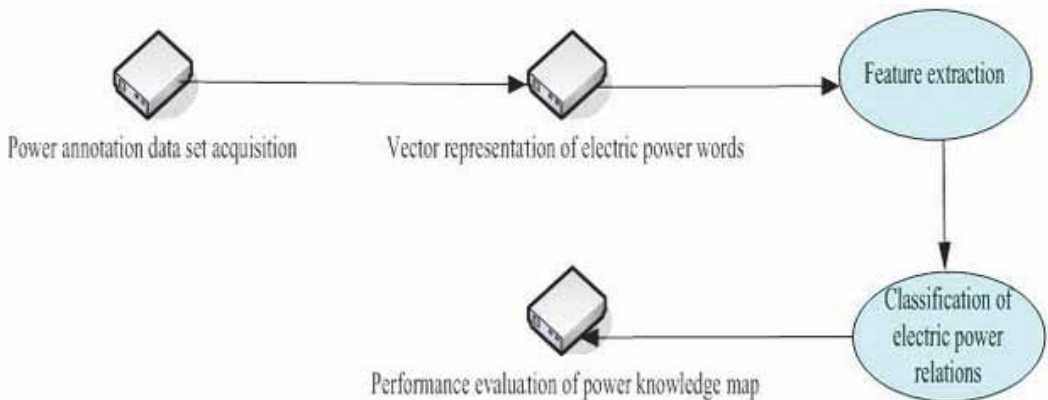 Feature extraction
Power annotation data set acquisition
Vector representation of electric power words
Classification of
electric power
relations
Performance evaluation of power knowledge map